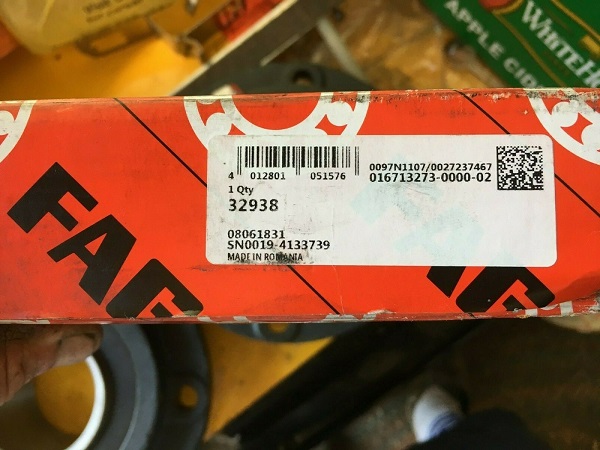 WHITE
APPLE
FAG
4 012801 051576
1 Qty
32938
08061831
SN0019-4133739
MADE IN ROMANIA
0097N1107/0027237467
016713273-0000-02
FAG